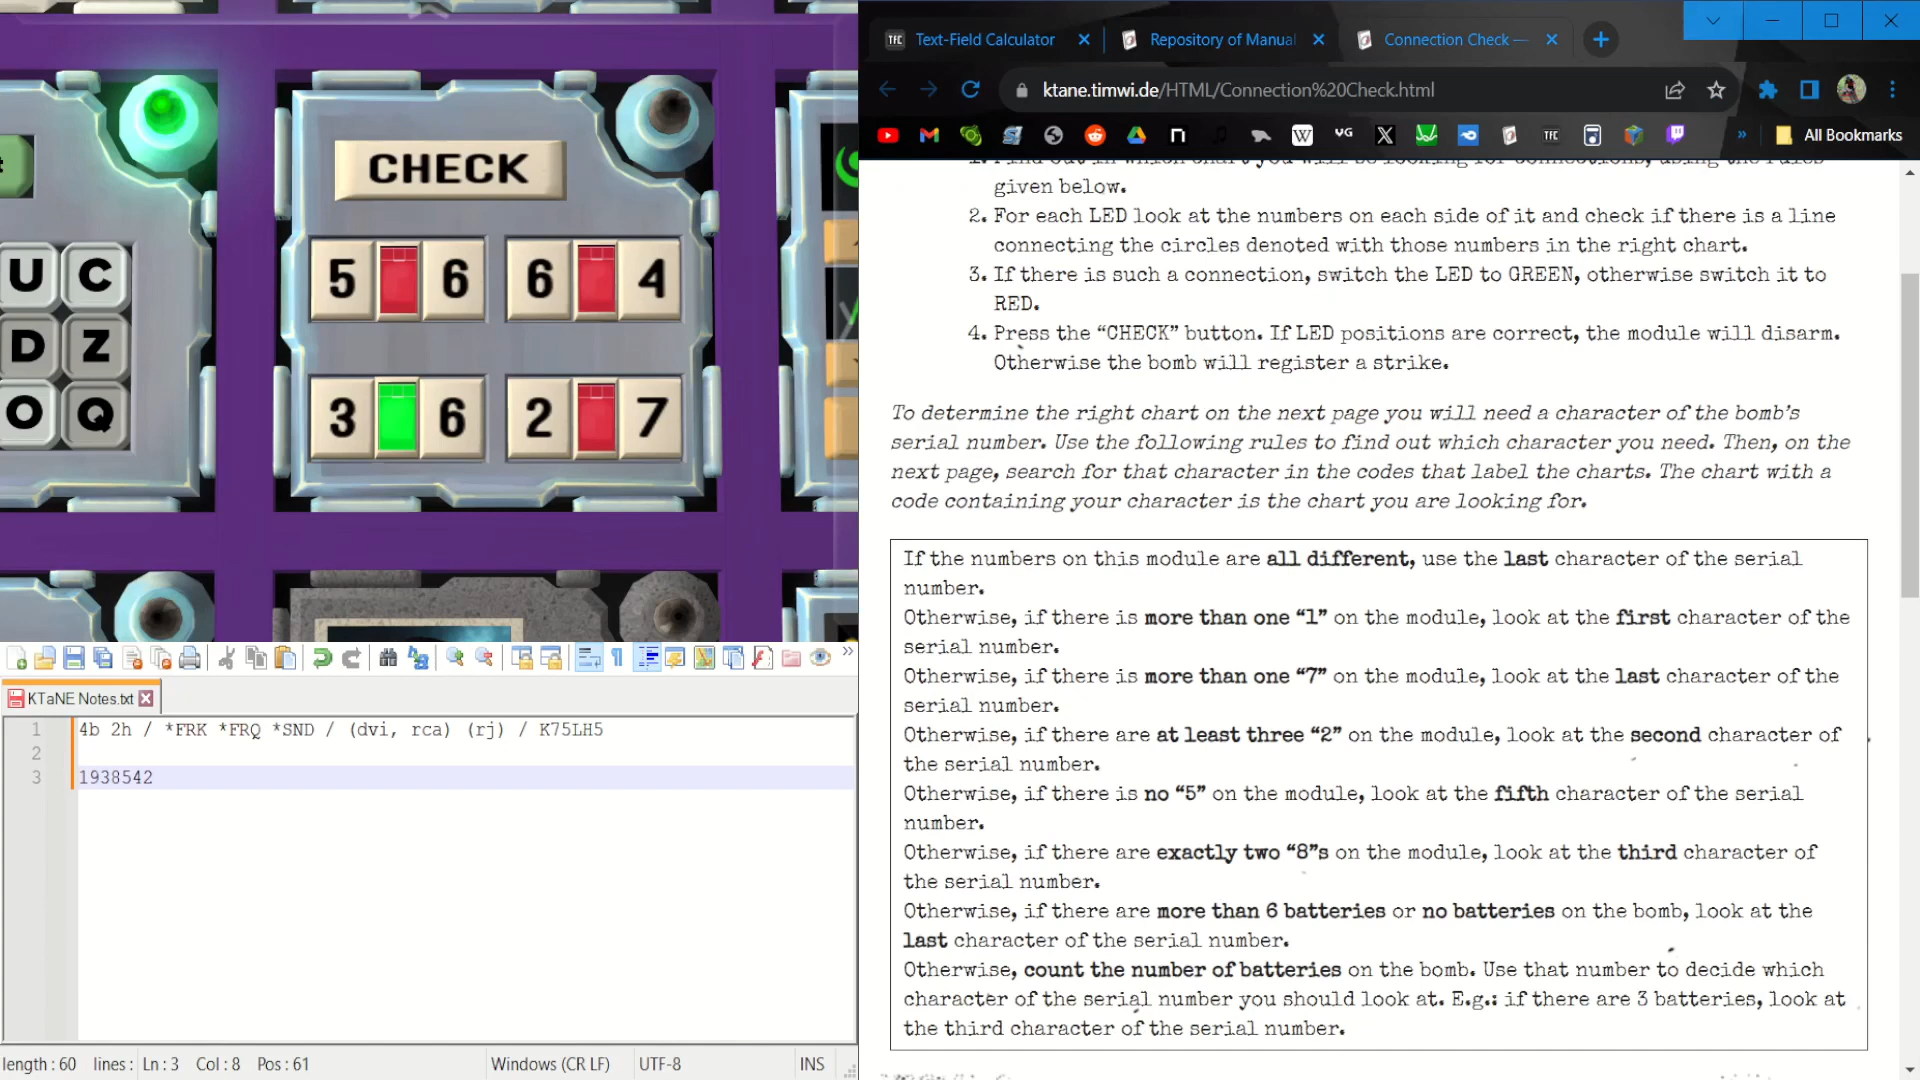 Text-Field Calculator
Repository of Manual
Connection Check —
ktane.timwi.de/HTML/Connection%20Check.html
TFC
All Bookmarks
CHECK
5 6 6 4
3 6 2 7
U C
D Z
O Q
given below.
2. For each LED look at the numbers on each side of it and check if there is a line
connecting the circles denoted with those numbers in the right chart.
3. If there is such a connection, switch the LED to GREEN, otherwise switch it to
RED.
4. Press the “CHECK” button. If LED positions are correct, the module will disarm.
Otherwise the bomb will register a strike.
To determine the right chart on the next page you will need a character of the bomb’s
serial number. Use the following rules to find out which character you need. Then, on the
next page, search for that character in the codes that label the charts. The chart with a
code containing your character is the chart you are looking for.
If the numbers on this module are all different, use the last character of the serial
number.
Otherwise, if there is more than one “1” on the module, look at the first character of the
serial number.
Otherwise, if there is more than one “7” on the module, look at the last character of the
serial number.
Otherwise, if there are at least three “2” on the module, look at the second character of
the serial number.
Otherwise, if there is no “5” on the module, look at the fifth character of the serial
number.
Otherwise, if there are exactly two “8”s on the module, look at the third character of
the serial number.
Otherwise, if there are more than 6 batteries or no batteries on the bomb, look at the
last character of the serial number.
Otherwise, count the number of batteries on the bomb. Use that number to decide which
character of the serial number you should look at. E.g.: if there are 3 batteries, look at
the third character of the serial number.
KTaNE Notes.txt
1 4b 2h / *FRK *FRQ *SND / (dvi, rca) (rj) / K75LH5
2
3 1938542
length : 60 lines : Ln : 3 Col : 8 Pos : 61 Windows (CR LF) UTF-8 INS